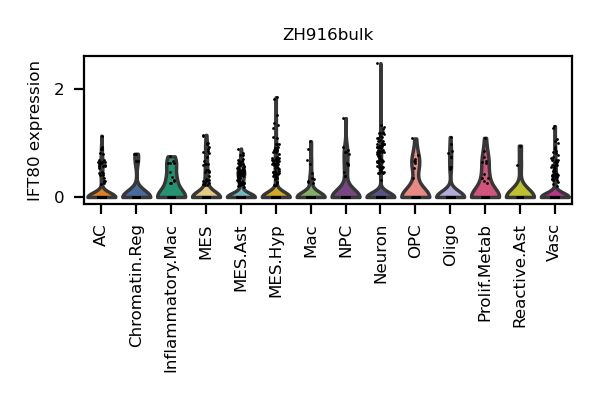 ZH916bulk
IFT80 expression
2
0
AC
Chromatin.Reg
Inflammatory.Mac
MES
MES.Ast
MES.Hyp
Mac
NPC
Neuron
OPC
Oligo
Prolif.Metab
Reactive.Ast
Vasc